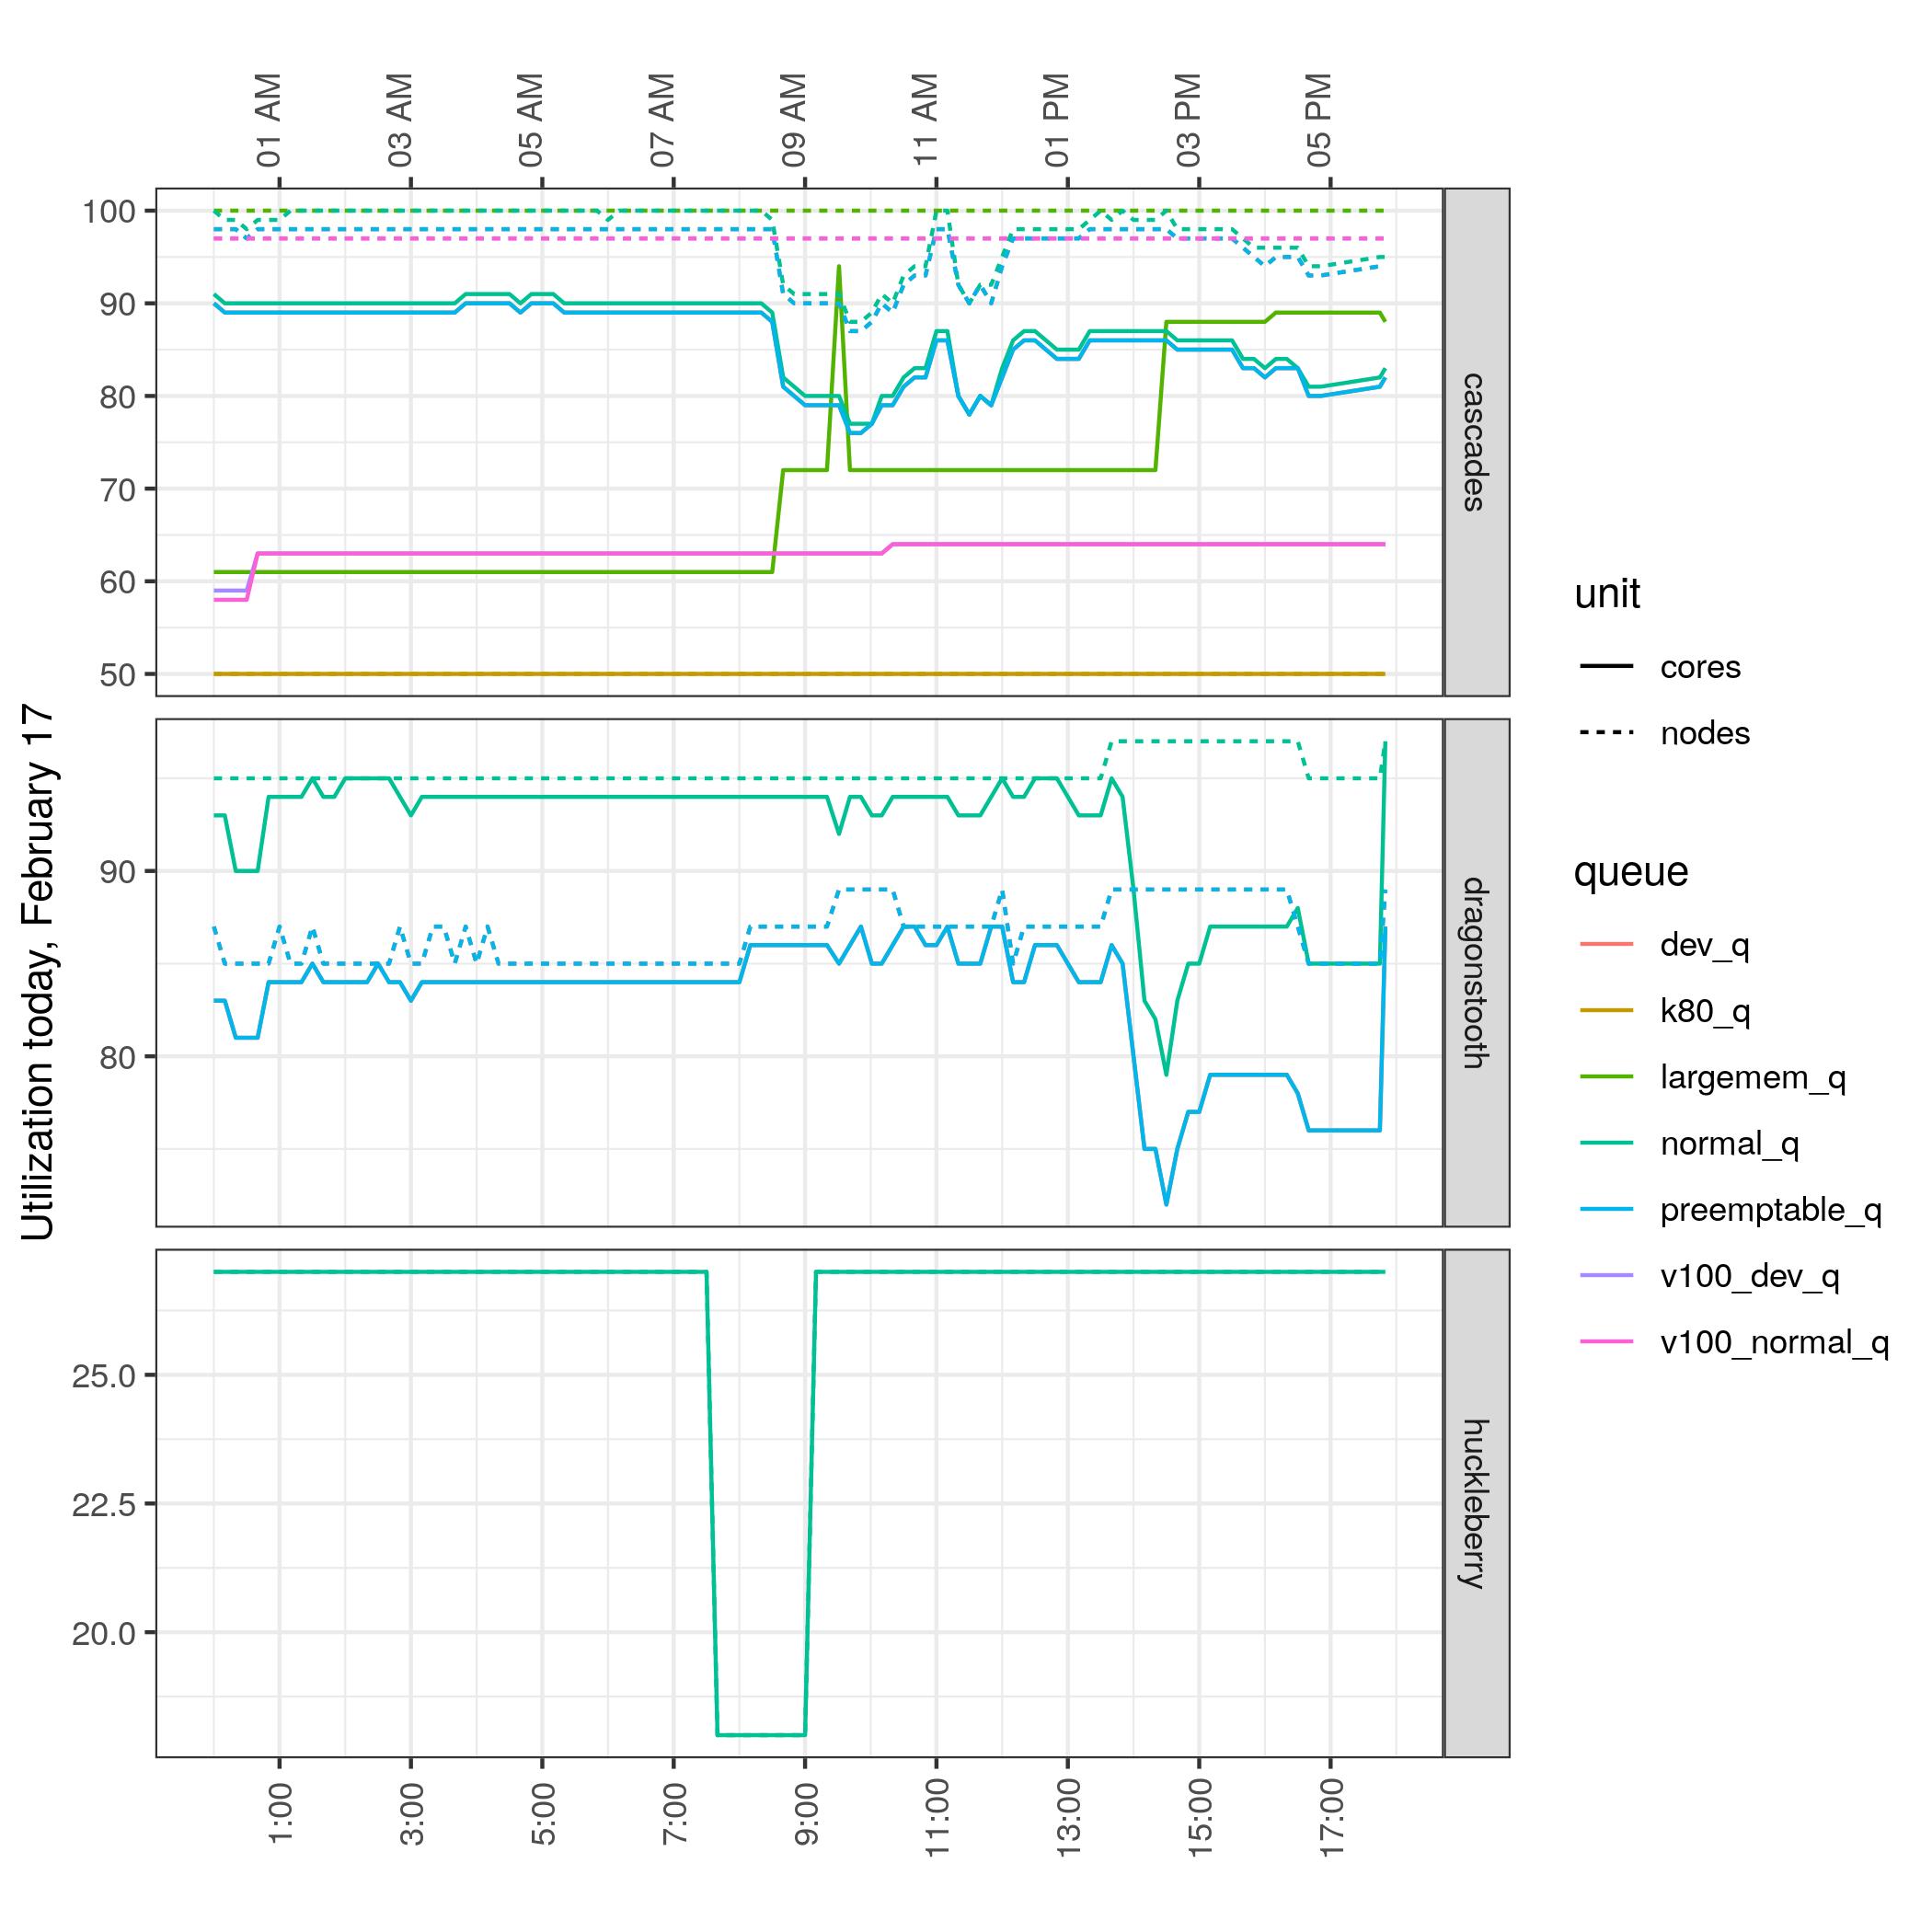 01 AM
03 AM
05 AM
07 AM
09 AM
11 AM
01 PM
03 PM
05 PM
Utilization today, February 17
100
90
80
70
60
50
cascades
90
80
dragonstooth
25.0
22.5
20.0
huckleberry
1:00
3:00
5:00
7:00
9:00
11:00
13:00
15:00
17:00
unit
cores
nodes
queue
dev_q
k80_q
largemem_q
normal_q
preemptable_q
v100_dev_q
v100_normal_q